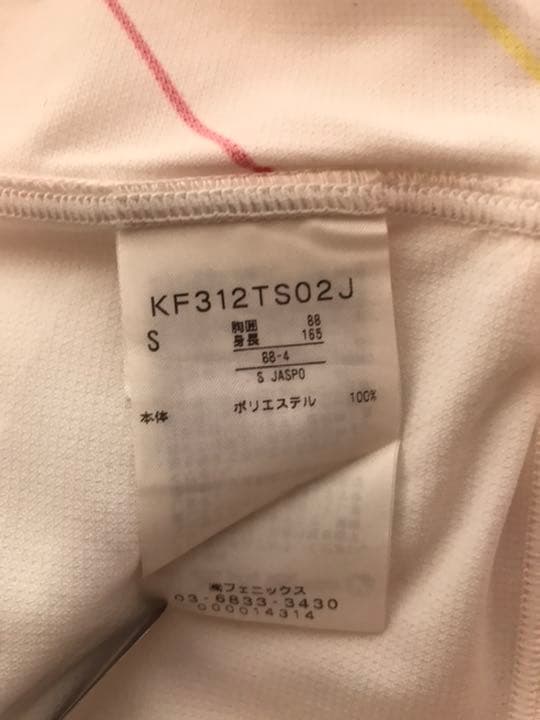 KF312TS02J
S 胸囲 88
身長 165
88-4
S JASPO
本体 ポリエステル 100%
㈱フェニックス
03-6833-3430
000014314